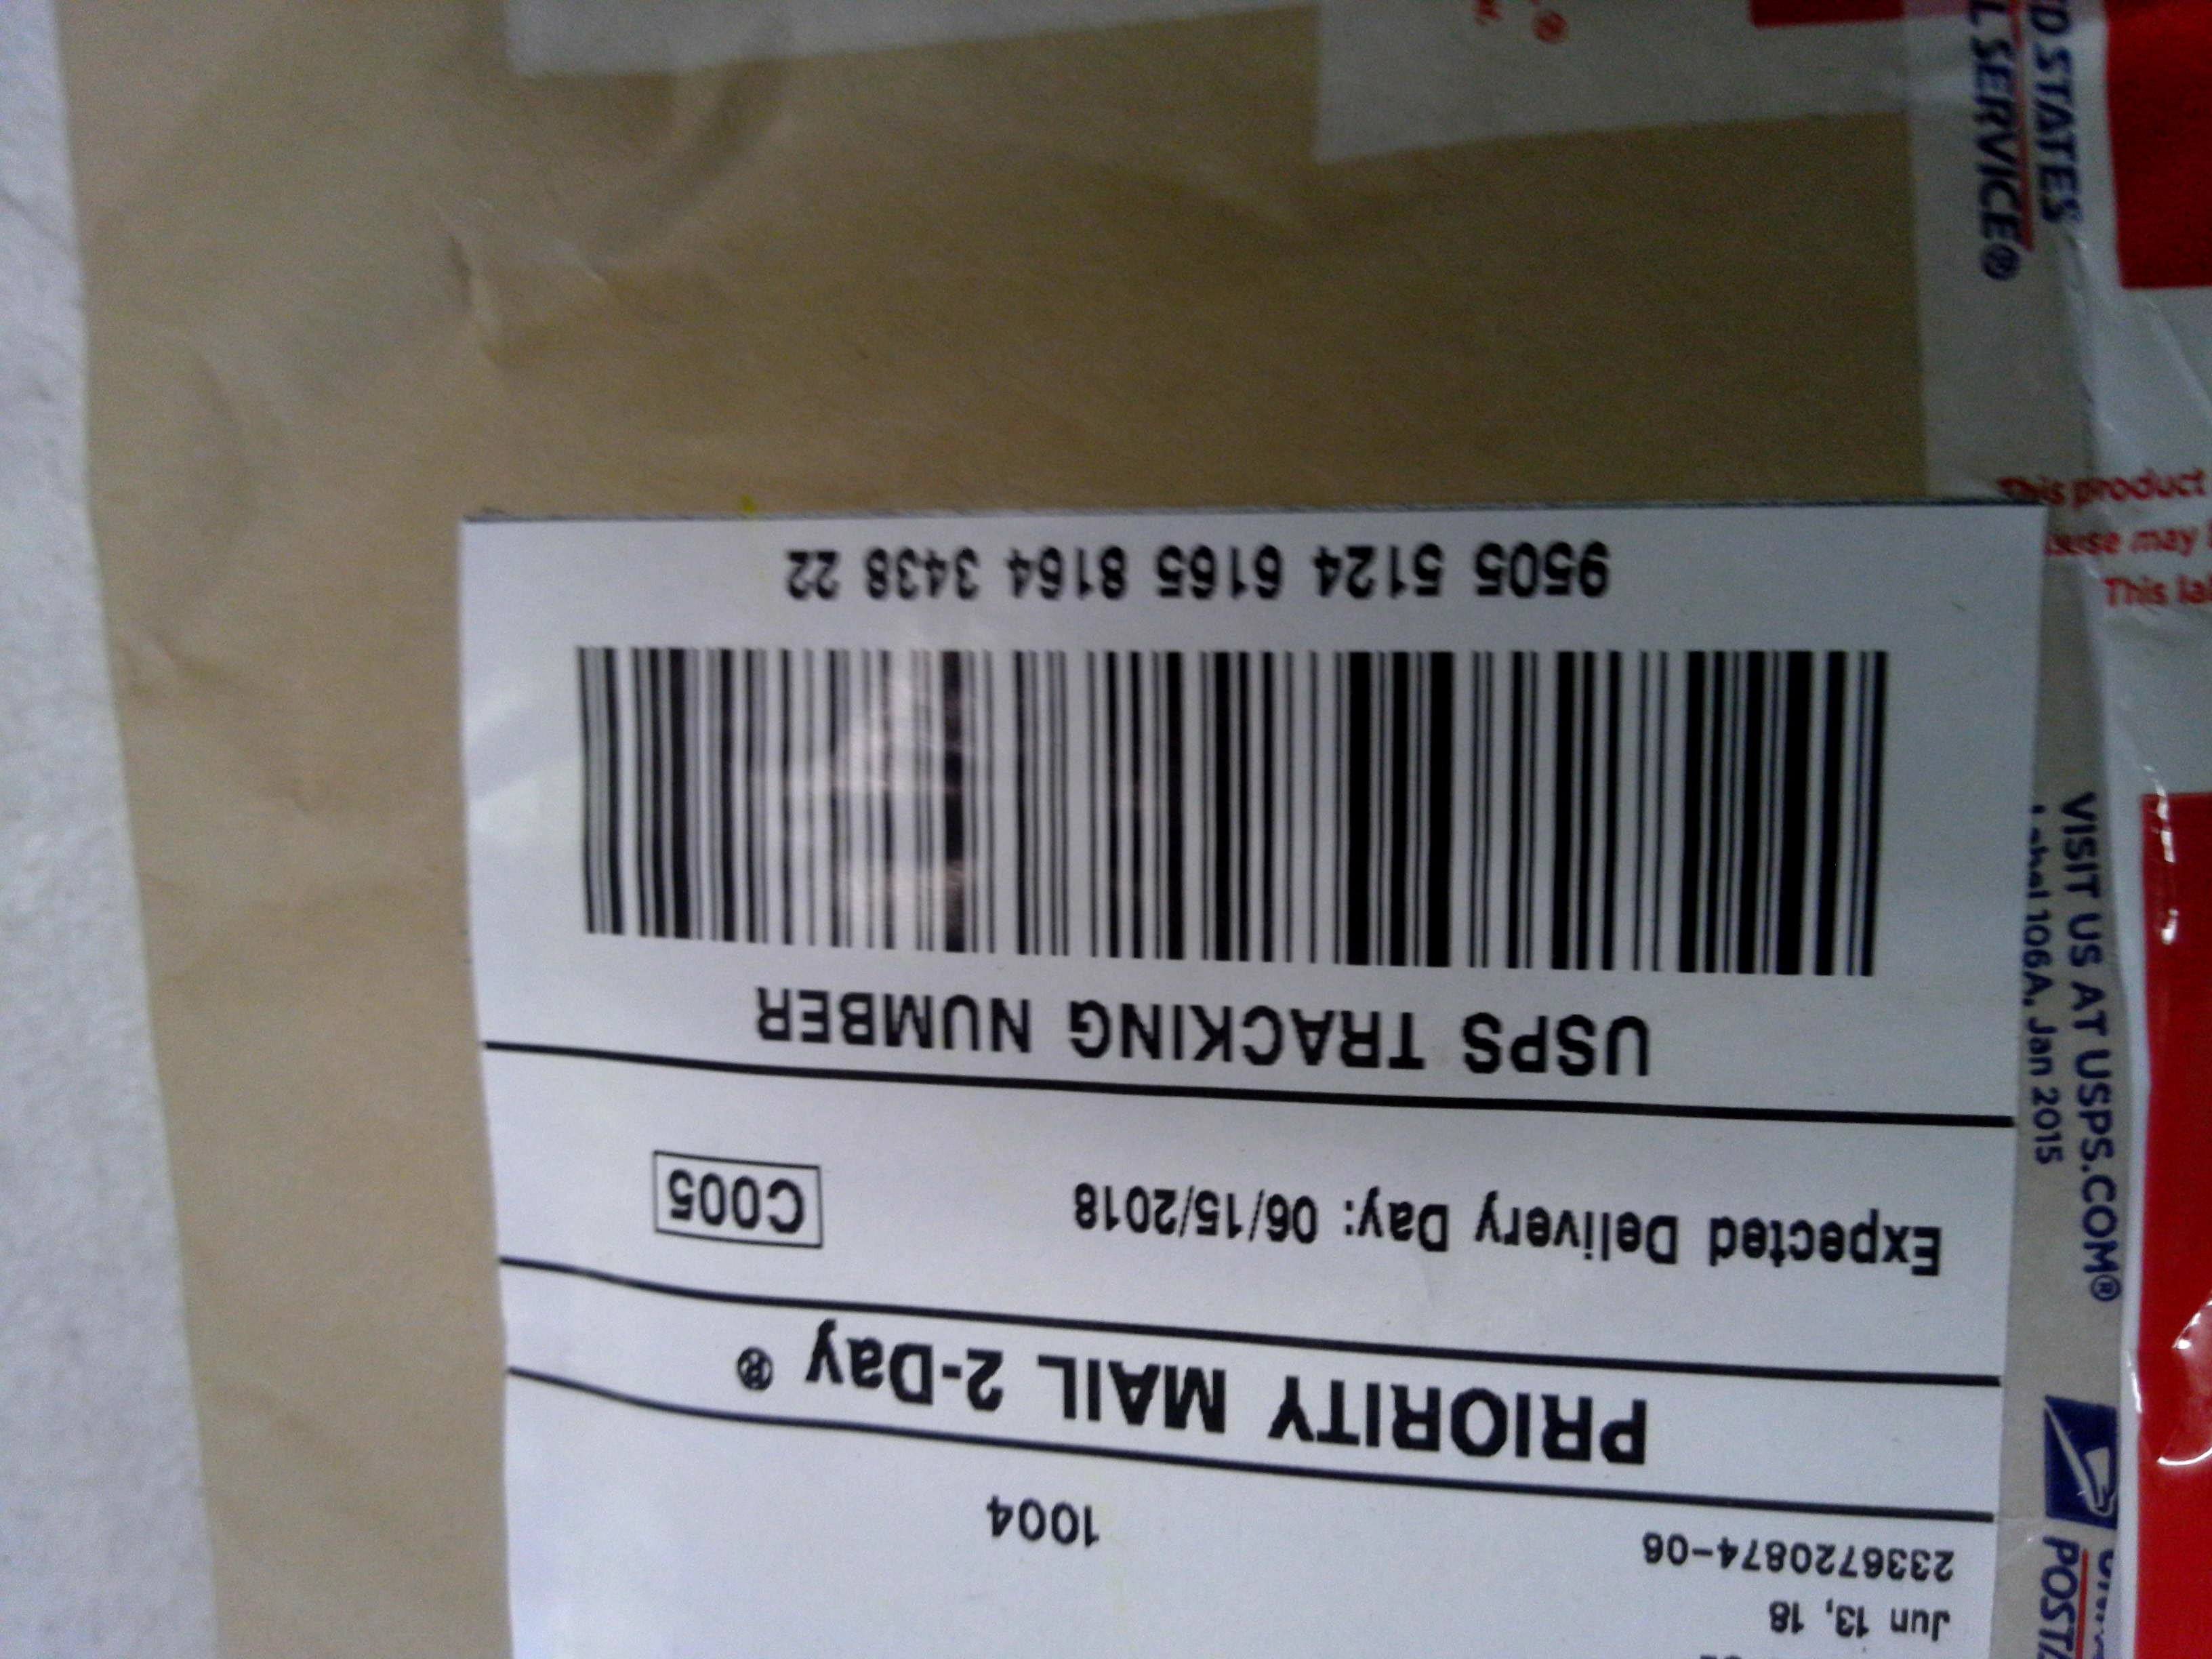 Jun 13, 18
2336720874-06
1004
PRIORITY MAIL 2-Day ®
Expected Delivery Day: 06/15/2018
C005
USPS TRACKING NUMBER
9505 5124 6165 8164 3438 22
D STATES
L SERVICE®
This product
may
This
VISIT US AT USPS.COM®
Label 106A, Jan 2015